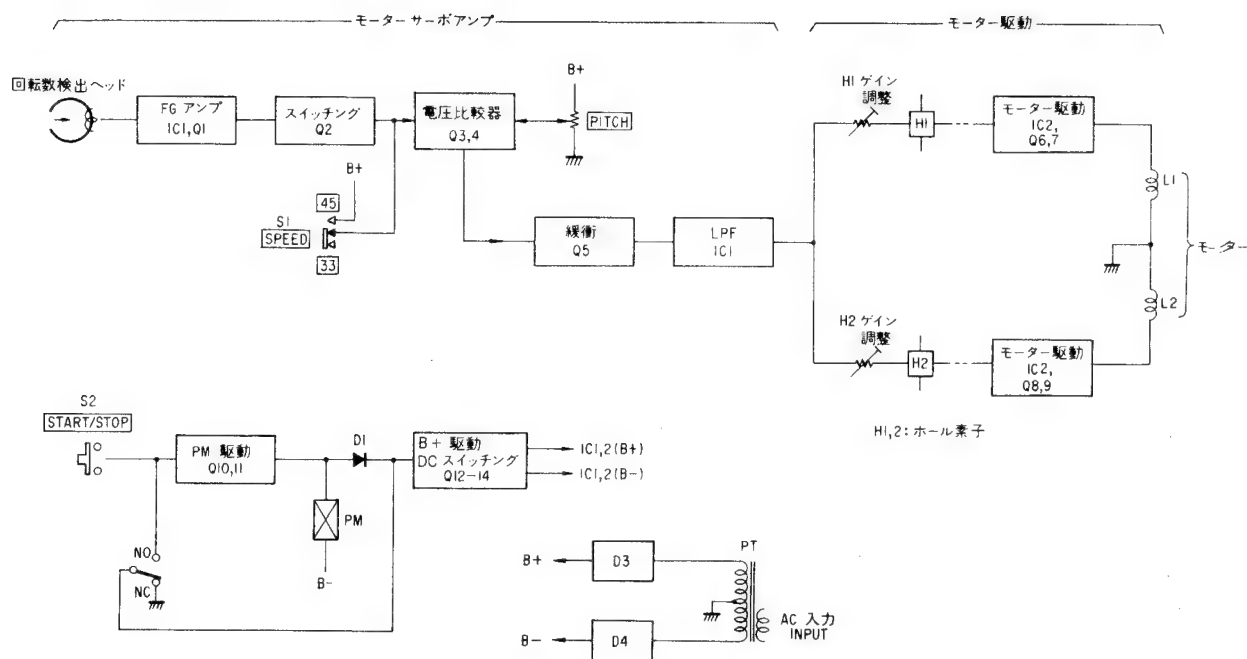 モーターサーボアンプ
モーター駆動
回転数検出ヘッド
FG アンプ
IC1,Q1
スイッチング
Q2
電圧比較器
Q3,4
B+
PITCH
B+
45
S1
SPEED
33
緩衝
Q5
LPF
IC1
H1 ゲイン
調整
H1
モーター駆動
IC2,
Q6,7
L1
モーター
L2
H2 ゲイン
調整
H2
モーター駆動
IC2,
Q8,9
H1,2:ホール素子
S2
START/STOP
PM 駆動
Q10,11
D1
B+ 駆動
DC スイッチング
Q12-14
IC1,2(B+)
IC1,2(B-)
PM
B-
NO
NC
B+
D3
PT
B-
D4
AC 入力
INPUT